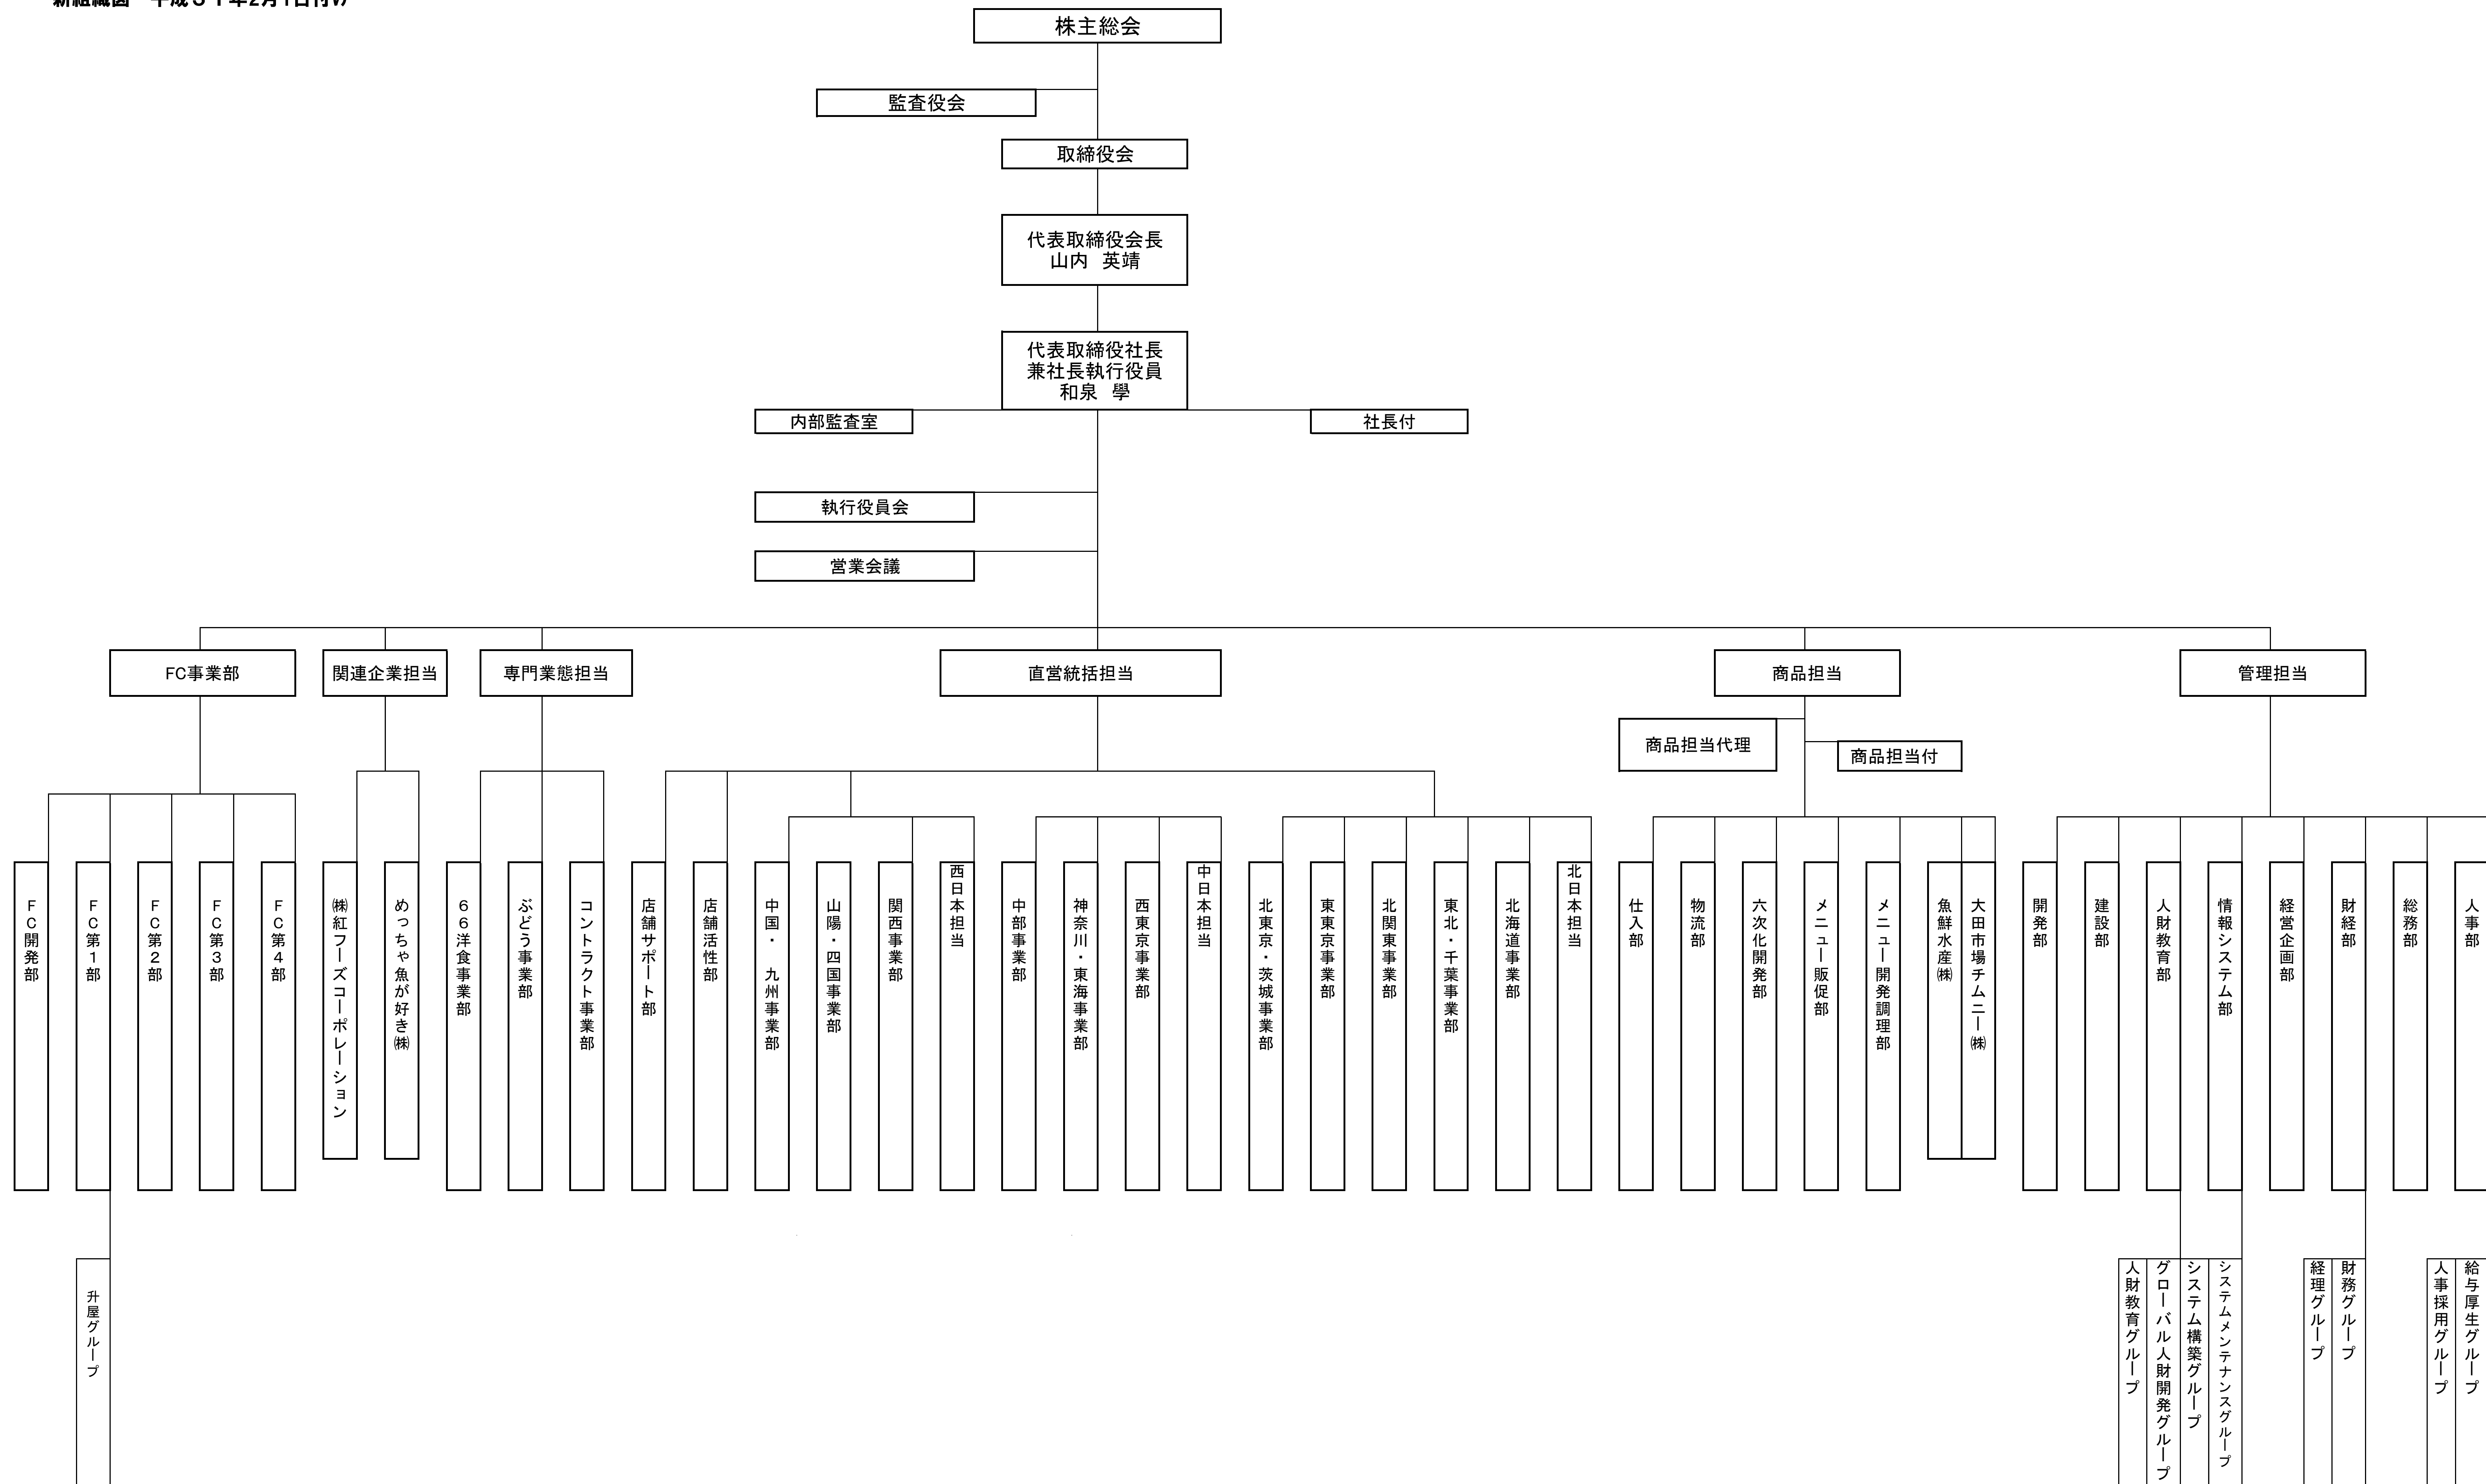 新組織図　平成３１年2月1日付
株主総会
監査役会
取締役会
代表取締役会長
山内　英靖
代表取締役社長
兼社長執行役員
和泉　學
内部監査室
社長付
執行役員会
営業会議
FC事業部
関連企業担当
専門業態担当
直営統括担当
商品担当
管理担当
商品担当代理
商品担当付
ＦＣ開発部
ＦＣ第１部
ＦＣ第２部
ＦＣ第３部
ＦＣ第４部
㈱紅フーズコーポレーション
めっちゃ魚が好き㈱
６６洋食事業部
ぶどう事業部
コントラクト事業部
店舗サポート部
店舗活性部
中国・　九州事業部
山陽・四国事業部
関西事業部
西日本担当
中部事業部
神奈川・東海事業部
西東京事業部
中日本担当
北東京・茨城事業部
東東京事業部
北関東事業部
東北・千葉事業部
北海道事業部
北日本担当
仕入部
物流部
六次化開発部
メニュー販促部
メニュー開発調理部
魚鮮水産㈱
大田市場チムニー㈱
開発部
建設部
人財教育部
情報システム部
経営企画部
財経部
総務部
人事部
升屋グループ
人財教育グループ
グローバル人財開発グループ
システム構築グループ
システムメンテナンスグループ
経理グループ
財務グループ
人事採用グループ
給与厚生グループ